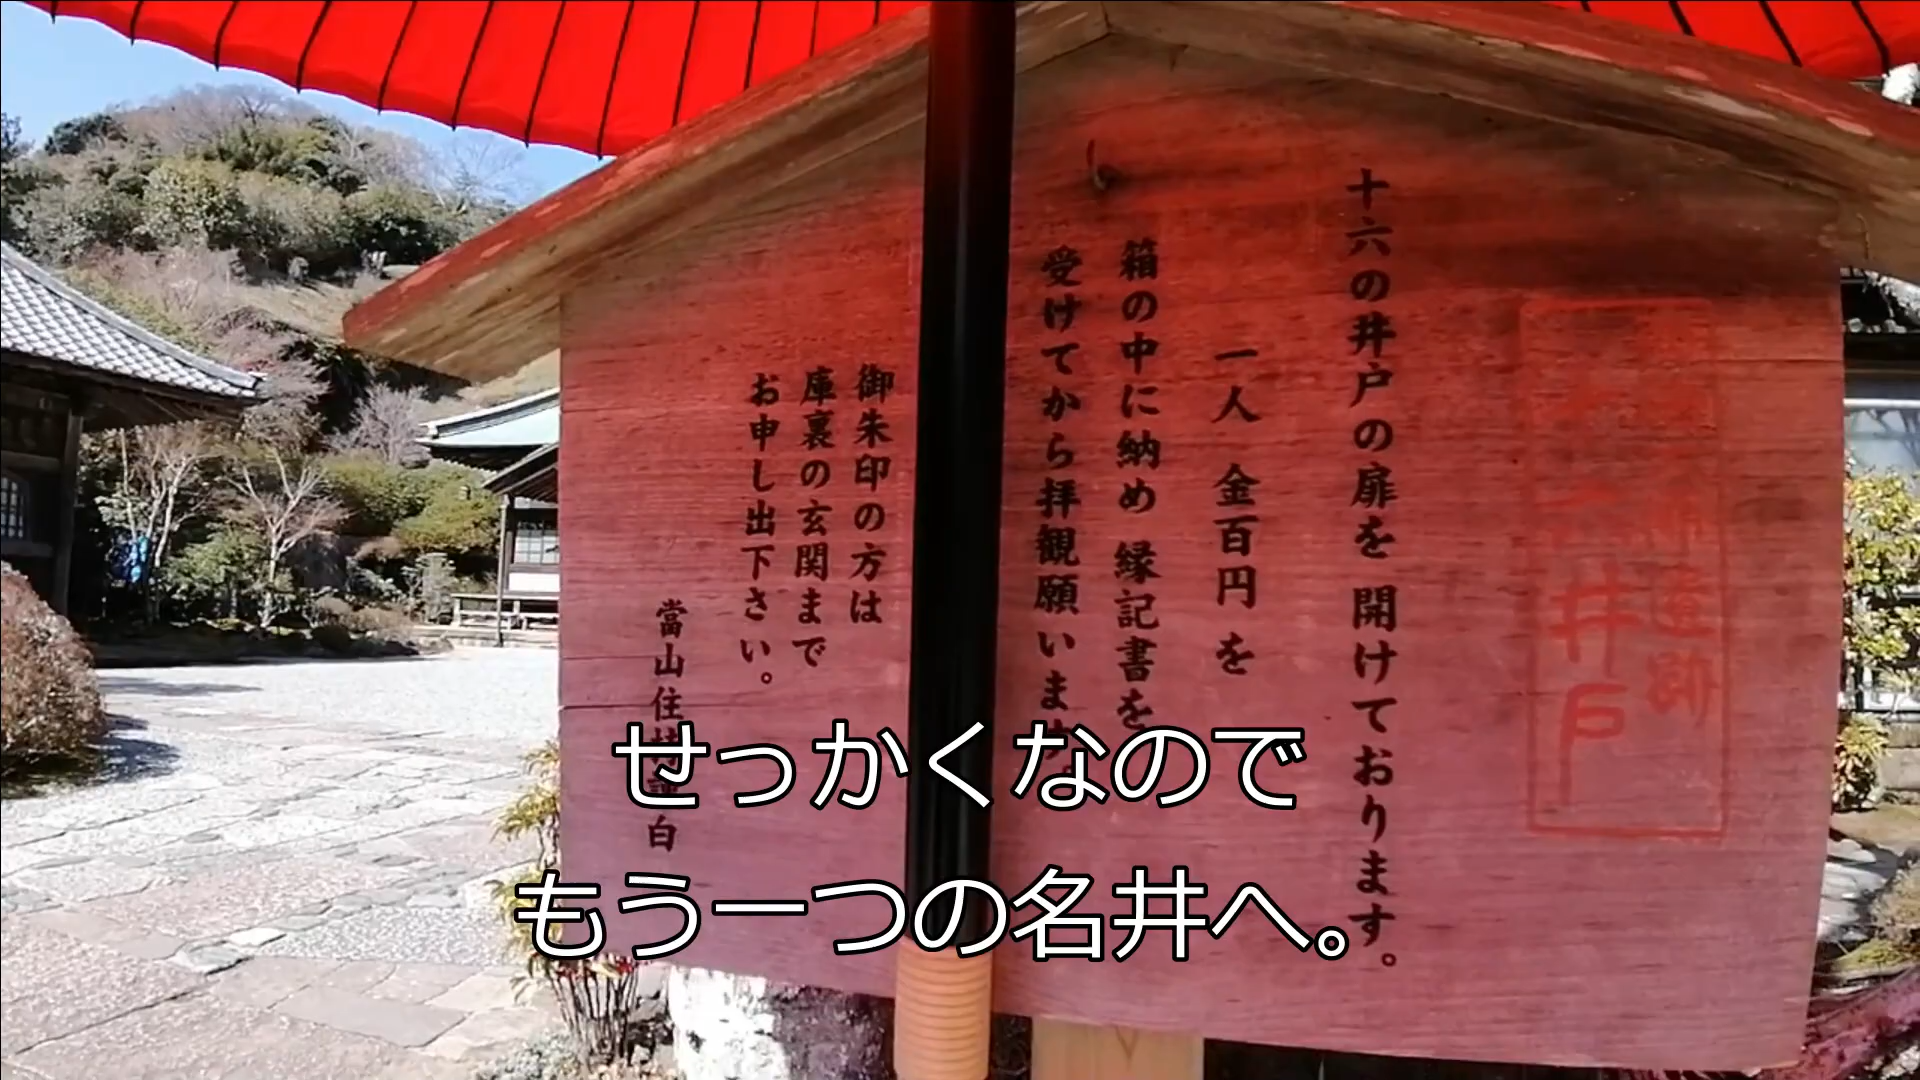 十六の井戸の扉を 開けております。
一人 金百円 を
箱の中に納め 縁記書を
受けてから拝観願います。
御朱印の方は
庫裏の玄関まで
お申し出下さい。
當山住持謹白
せっかくなので
もう一つの名井へ。